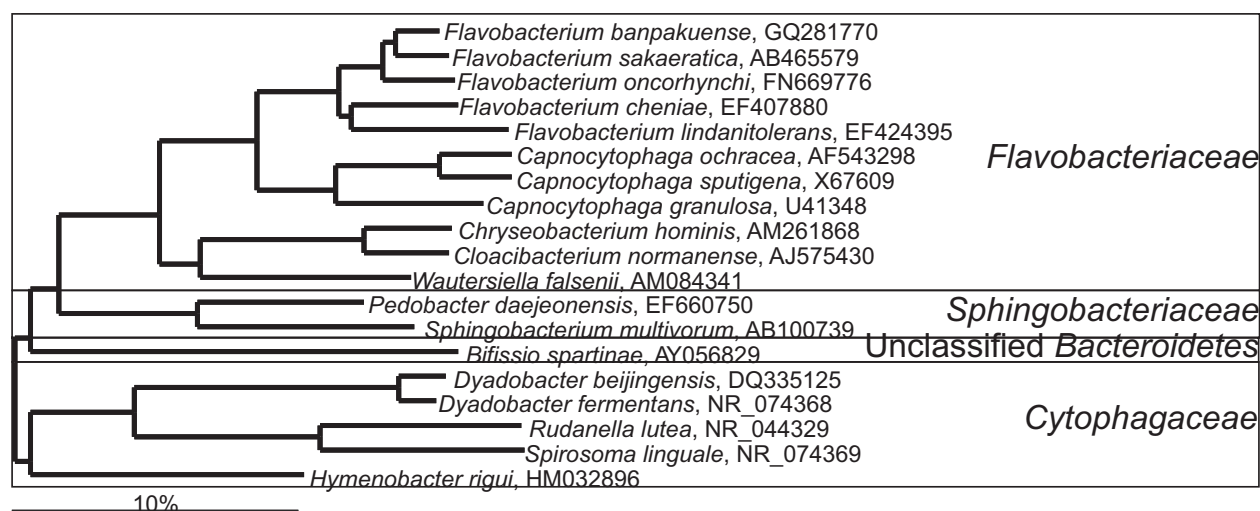 Flavobacterium banpakuense, GQ281770
Flavobacterium sakaeratica, AB465579
Flavobacterium oncorhynchi, FN669776
Flavobacterium cheniae, EF407880
Flavobacterium lindanitolerans, EF424395
Capnocytophaga ochracea, AF543298
Flavobacteriaceae
Capnocytophaga sputigena, X67609
Capnocytophaga granulosa, U41348
Chryseobacterium hominis, AM261868
Cloacibacterium normanense, AJ575430
Wautersiella falsenii, AM084341
Pedobacter daejeonensis, EF660750
Sphingobacteriaceae
Sphingobacterium multivorum, AB100739
Unclassified Bacteroidetes
Bifissio spartinae, AY056829
Dyadobacter beijingensis, DQ335125
Dyadobacter fermentans, NR_074368
Cytophagaceae
Rudanella lutea, NR_044329
Spirosoma linguale, NR_074369
Hymenobacter rigui, HM032896
10%